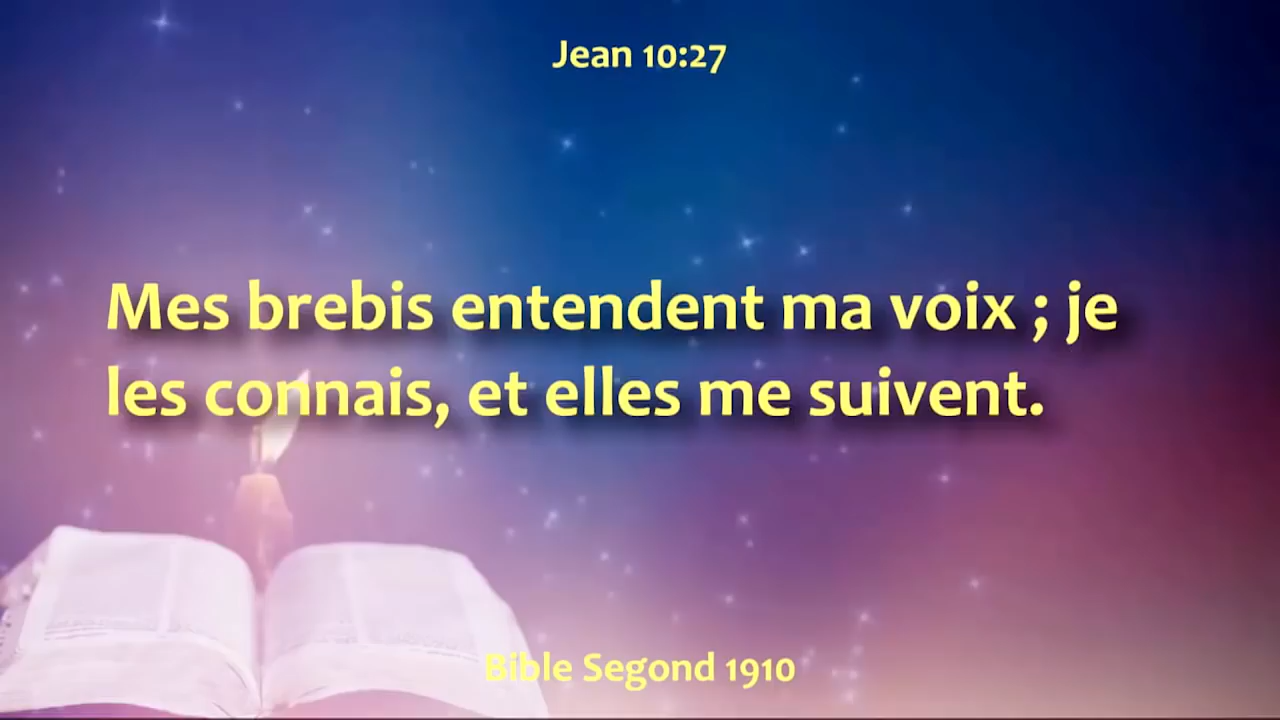 Jean 10:27
Mes brebis entendent ma voix ; je
les connais, et elles me suivent.
Bible Segond 1910